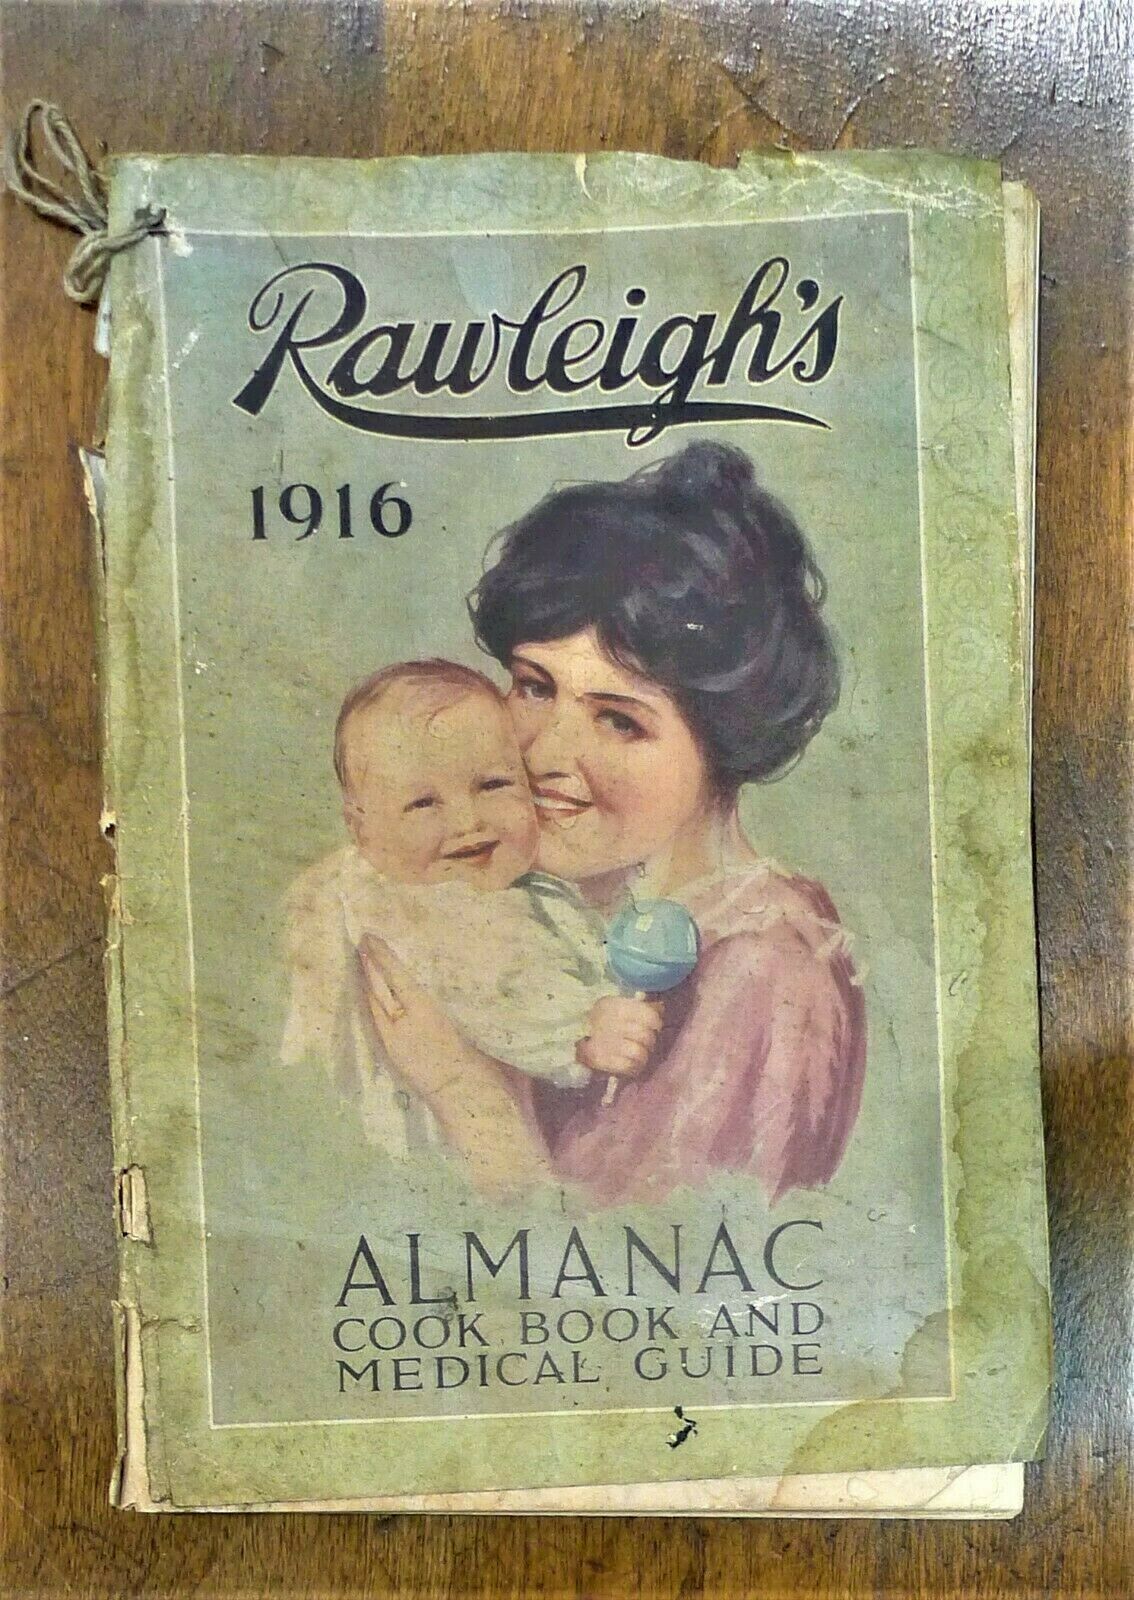 Rawleigh's
1916
ALMANAC
COOK BOOK AND
MEDICAL GUIDE